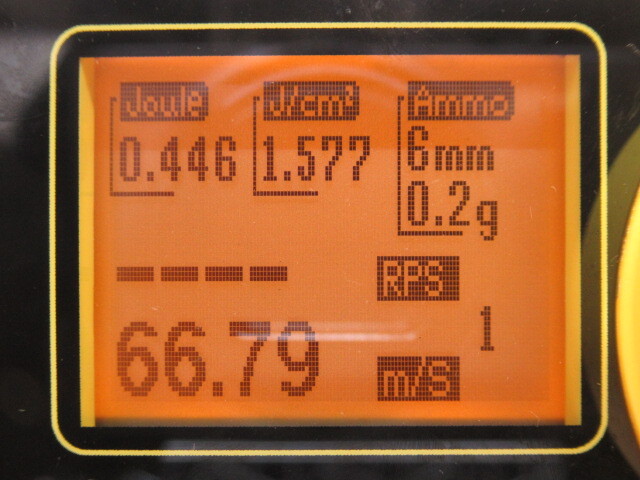 Joule J/cm² Ammo
0.446 1.577 6mm
0.2g
---- RPS
1
66.79 m/S